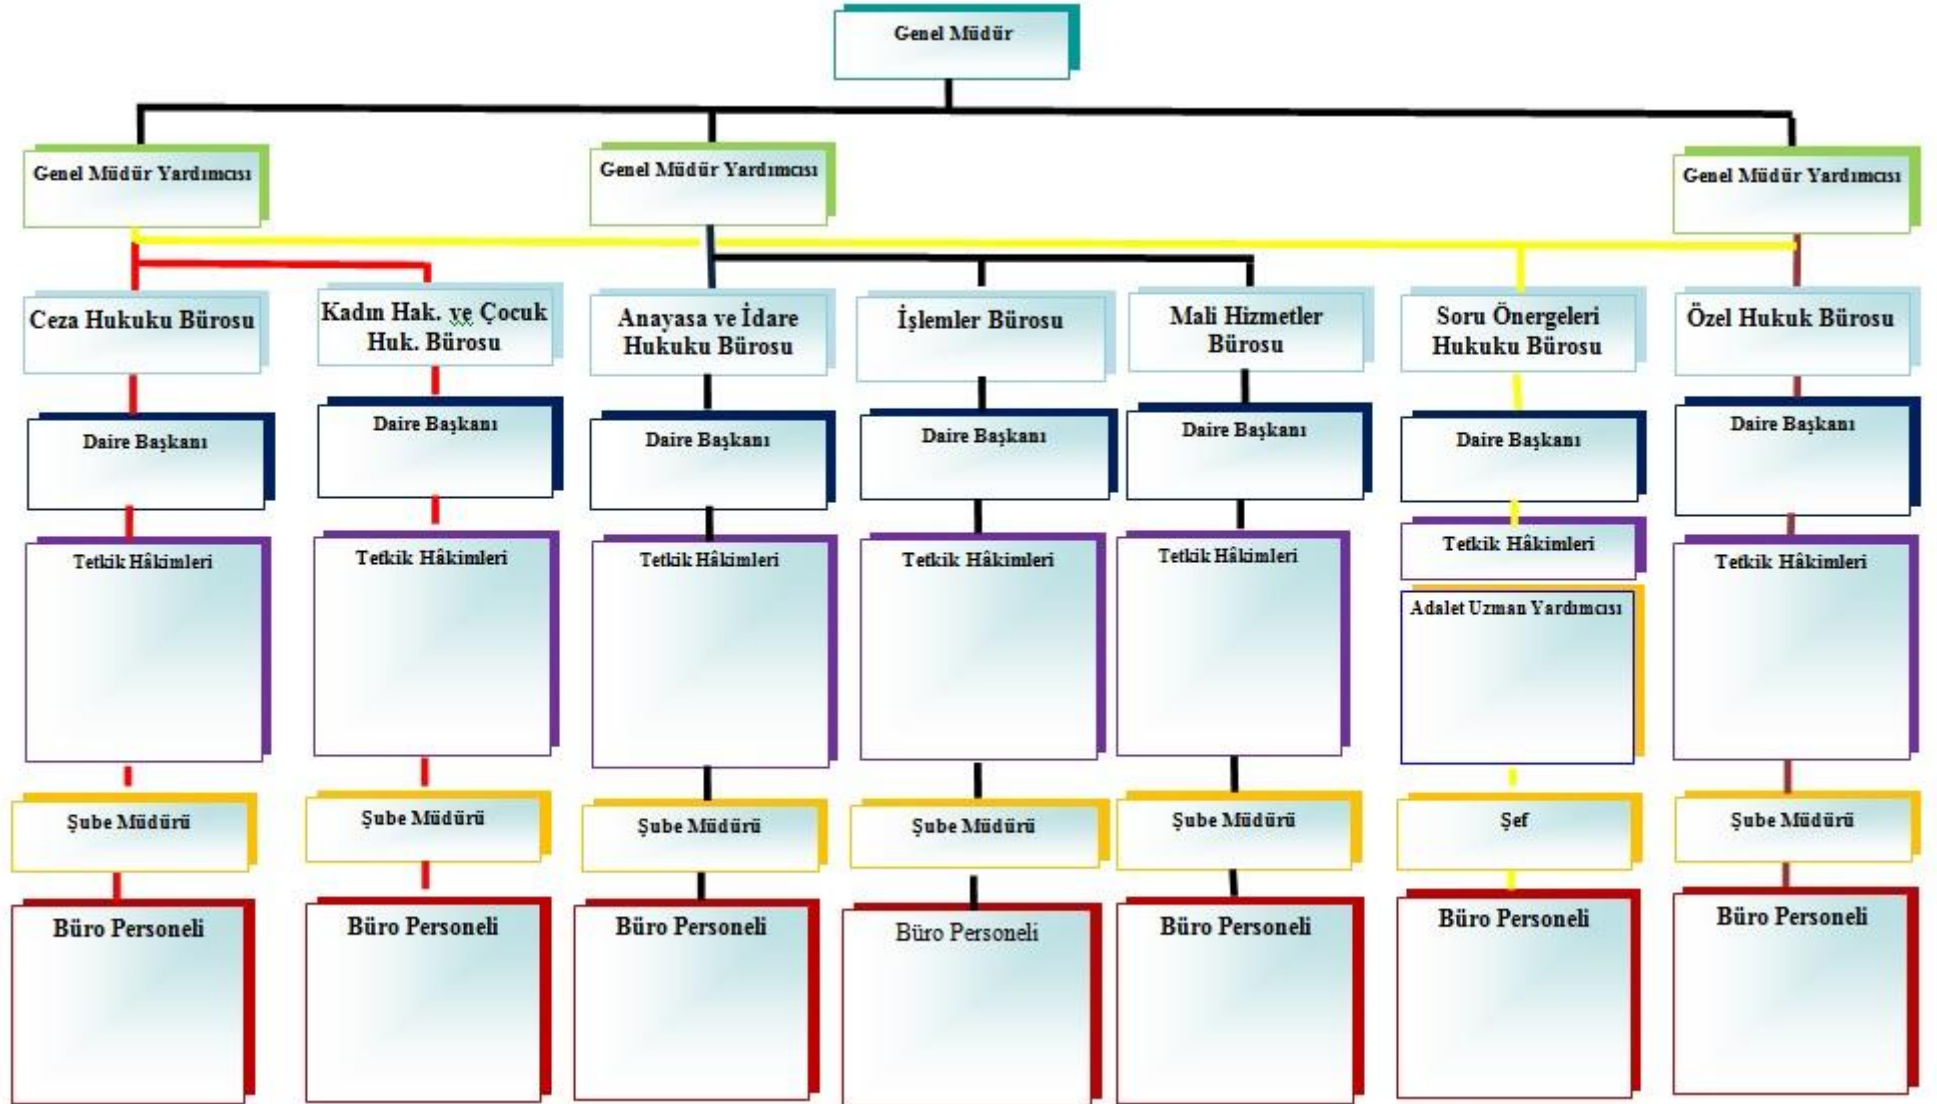 Genel Müdür
Genel Müdür Yardımcısı
Genel Müdür Yardımcısı
Genel Müdür Yardımcısı
Ceza Hukuku Bürosu
Kadın Hak. ve Çocuk
Huk. Bürosu
Anayasa ve İdare
Hukuku Bürosu
İşlemler Bürosu
Mali Hizmetler
Bürosu
Soru Önergeleri
Hukuku Bürosu
Özel Hukuk Bürosu
Daire Başkanı
Daire Başkanı
Daire Başkanı
Daire Başkanı
Daire Başkanı
Daire Başkanı
Daire Başkanı
Tetkik Hâkimleri
Tetkik Hâkimleri
Tetkik Hâkimleri
Tetkik Hâkimleri
Tetkik Hâkimleri
Tetkik Hâkimleri
Tetkik Hâkimleri
Adalet Uzman Yardımcısı
Şube Müdürü
Şube Müdürü
Şube Müdürü
Şube Müdürü
Şube Müdürü
Şef
Şube Müdürü
Büro Personeli
Büro Personeli
Büro Personeli
Büro Personeli
Büro Personeli
Büro Personeli
Büro Personeli